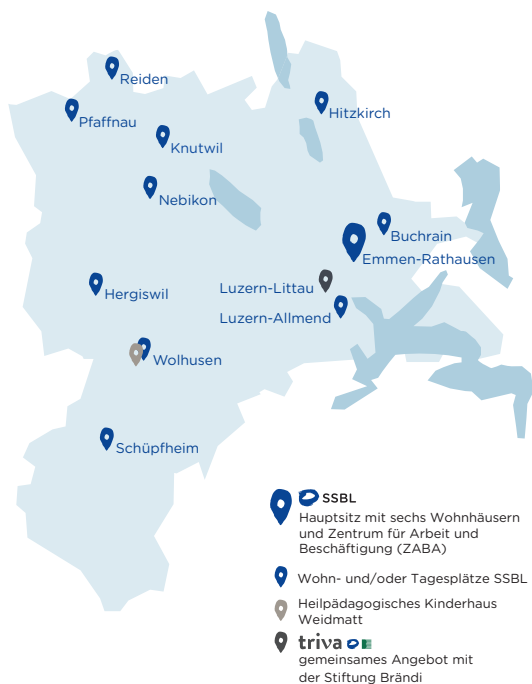 Reiden
Pfaffnau
Hitzkirch
Knutwil
Nebikon
Buchrain
Emmen-Rathausen
Hergiswil
Luzern-Littau
Luzern-Allmend
Wolhusen
Schüpfheim
SSBL
Hauptsitz mit sechs Wohnhäusern
und Zentrum für Arbeit und
Beschäftigung (ZABA)
Wohn- und/oder Tagesplätze SSBL
Heilpädagogisches Kinderhaus
Weidmatt
triva
gemeinsames Angebot mit
der Stiftung Brändi